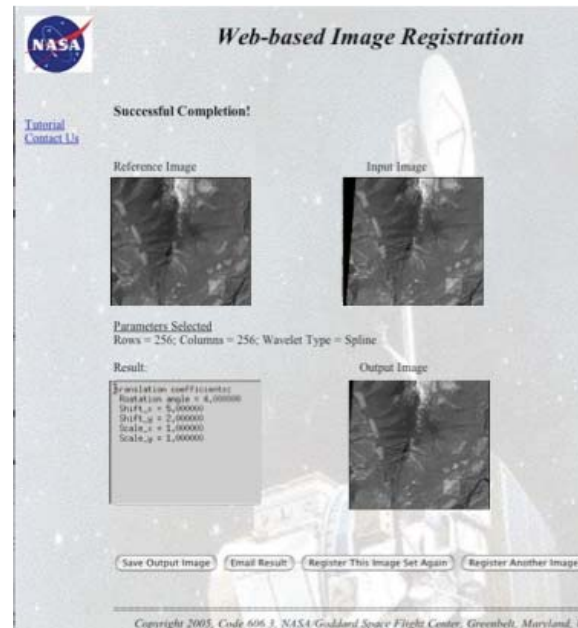 NASA
Web-based Image Registration
Successful Completion!
Tutorial
Contact Us
Reference Image
Input Image
Parameters Selected
Rows = 256; Columns = 256; Wavelet Type = Spline
Result:
Output Image
Translation coefficients:
Roatation angle = 4,000000
Shift_x = 5,000000
Shift_y = 2,000000
Scale_x = 1,000000
Scale_y = 1,000000
Save Output Image
Email Result
Register This Image Set Again
Register Another Image
Copyright 2005, Code 606.3, NASA/Goddard Space Flight Center, Greenbelt, Maryland,